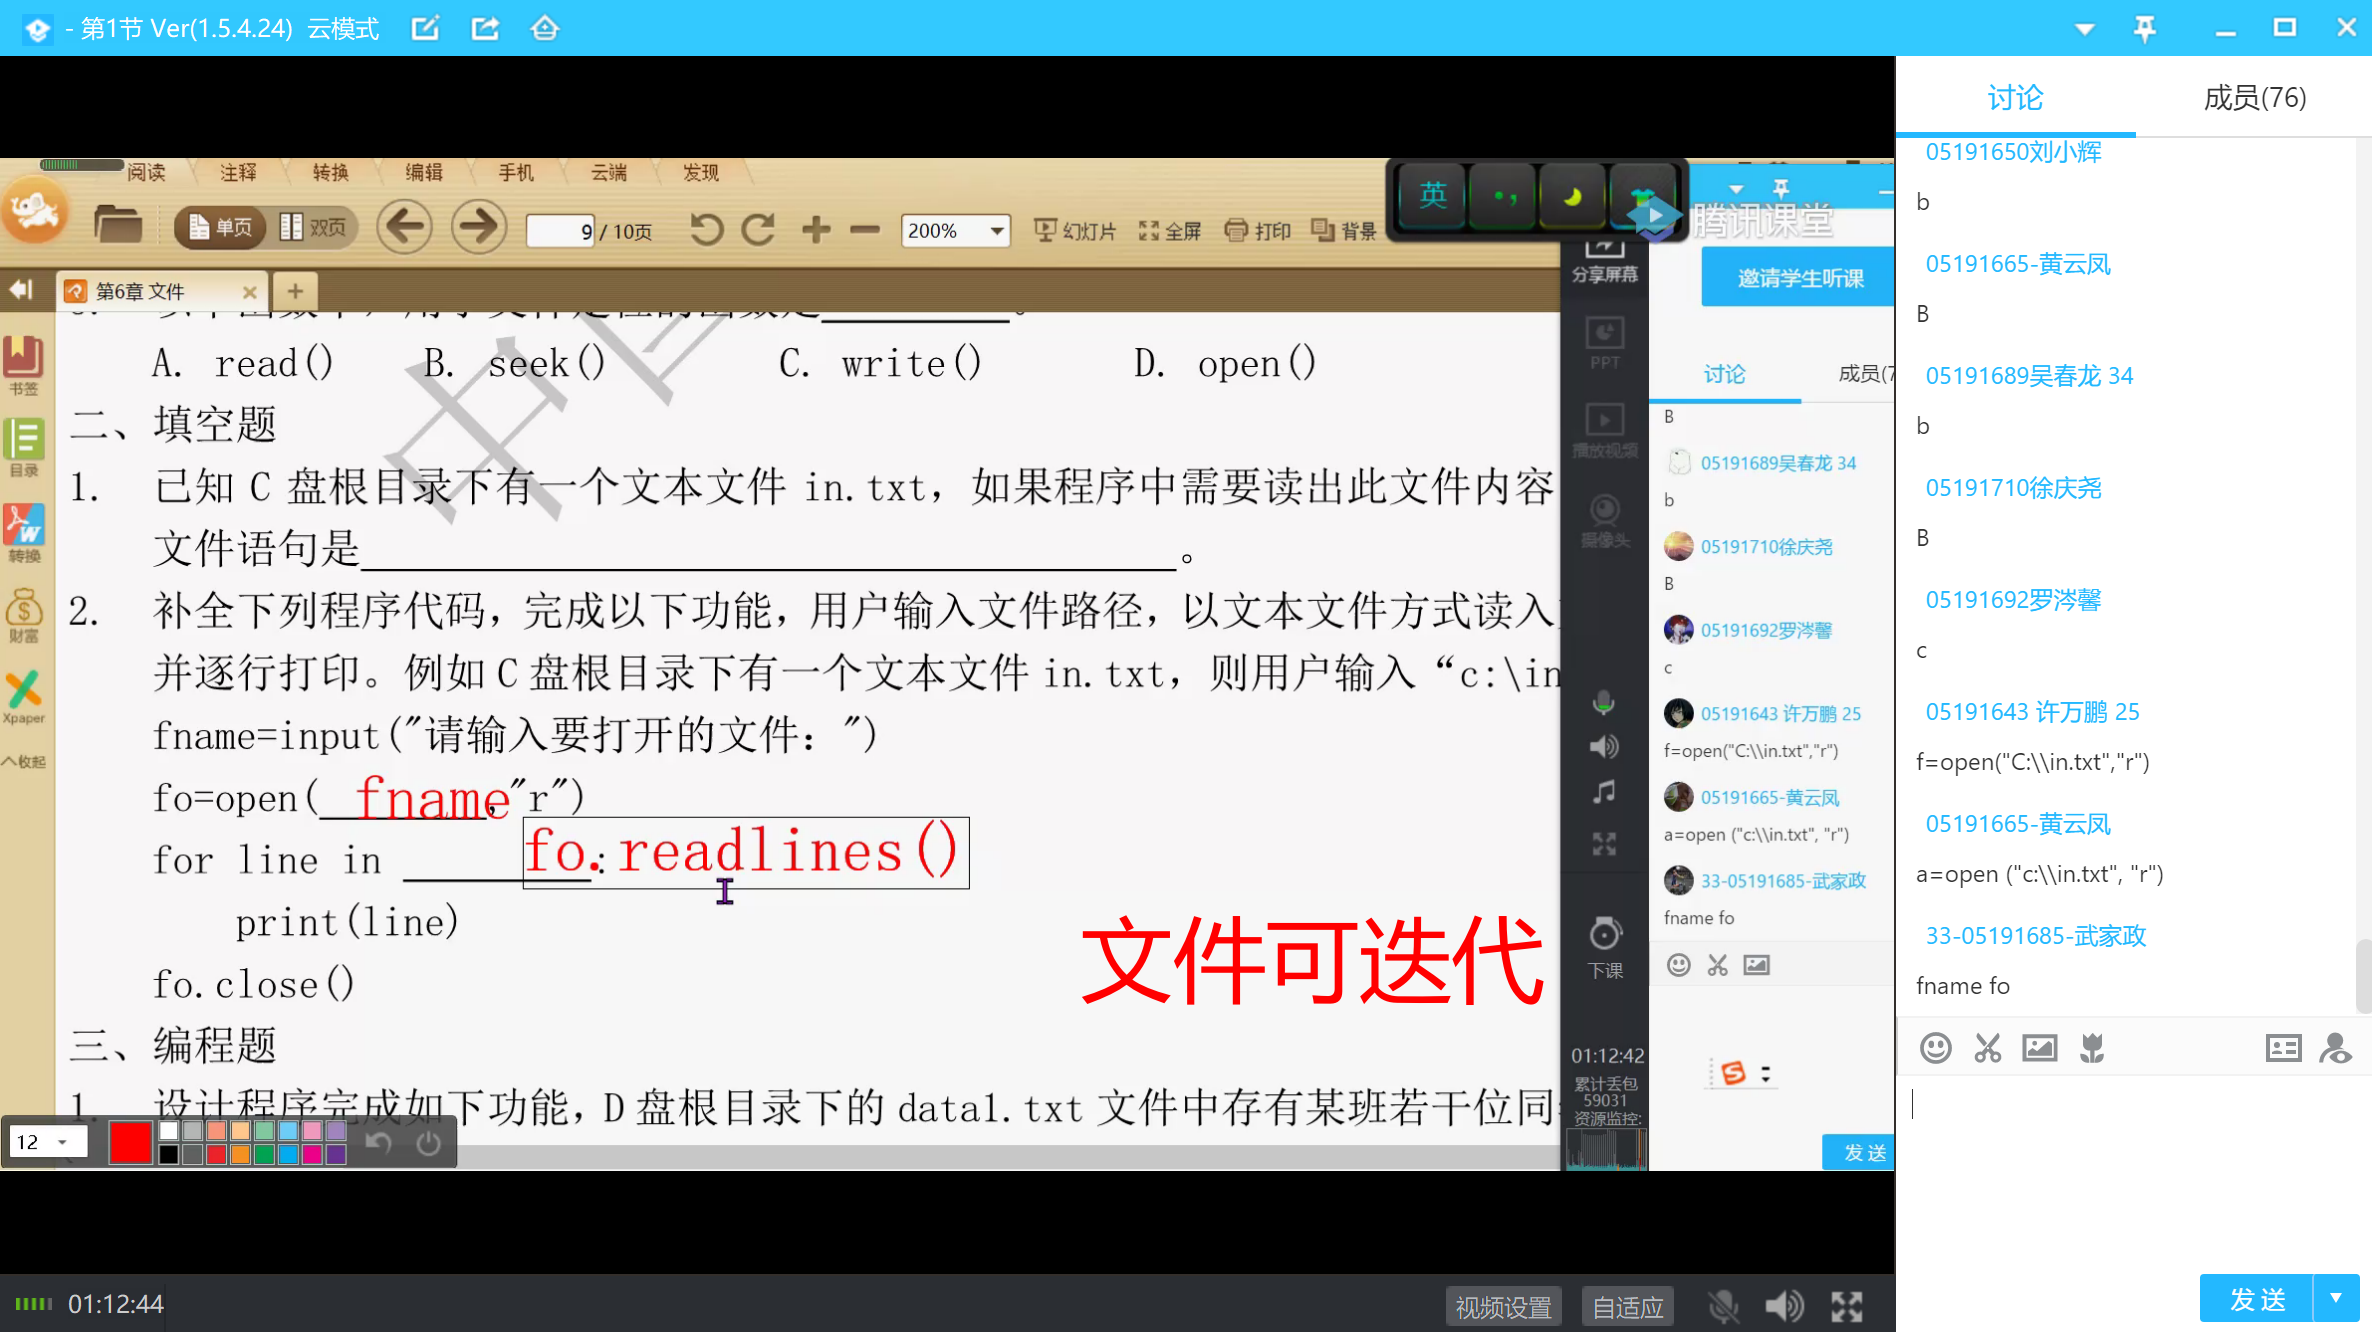 - 第1节 Ver(1.5.4.24) 云模式
阅读 注释 转换 编辑 手机 云端 发现
单页 双页 9 / 10页 200% 幻灯片 全屏 打印 背景
英
腾讯课堂
第6章 文件
书签
目录
转换
财富
Xpaper
收起
A. read() B. seek() C. write() D. open()
二、填空题
1. 已知 C 盘根目录下有一个文本文件 in.txt，如果程序中需要读出此文件内容
文件语句是 。
2. 补全下列程序代码，完成以下功能，用户输入文件路径，以文本文件方式读入
并逐行打印。例如 C 盘根目录下有一个文本文件 in.txt，则用户输入“c:\in
fname=input("请输入要打开的文件：")
fo=open( fname,"r")
for line in fo.readlines() :
print(line)
文件可迭代
fo.close()
三、编程题
1. 设计程序完成如下功能，D 盘根目录下的 data1.txt 文件中存有某班若干位同
12
分享屏幕
PPT
播放视频
摄像头
下课
01:12:42
累计丢包
59031
资源监控:
邀请学生听课
讨论 成员(7
B
05191689吴春龙 34
b
05191710徐庆尧
B
05191692罗涔馨
c
05191643 许万鹏 25
f=open("C:\\in.txt","r")
05191665-黄云凤
a=open ("c:\\in.txt", "r")
33-05191685-武家政
fname fo
发送
讨论 成员(76)
05191650刘小辉
b
05191665-黄云凤
B
05191689吴春龙 34
b
05191710徐庆尧
B
05191692罗涔馨
c
05191643 许万鹏 25
f=open("C:\\in.txt","r")
05191665-黄云凤
a=open ("c:\\in.txt", "r")
33-05191685-武家政
fname fo
发送
01:12:44
视频设置 自适应